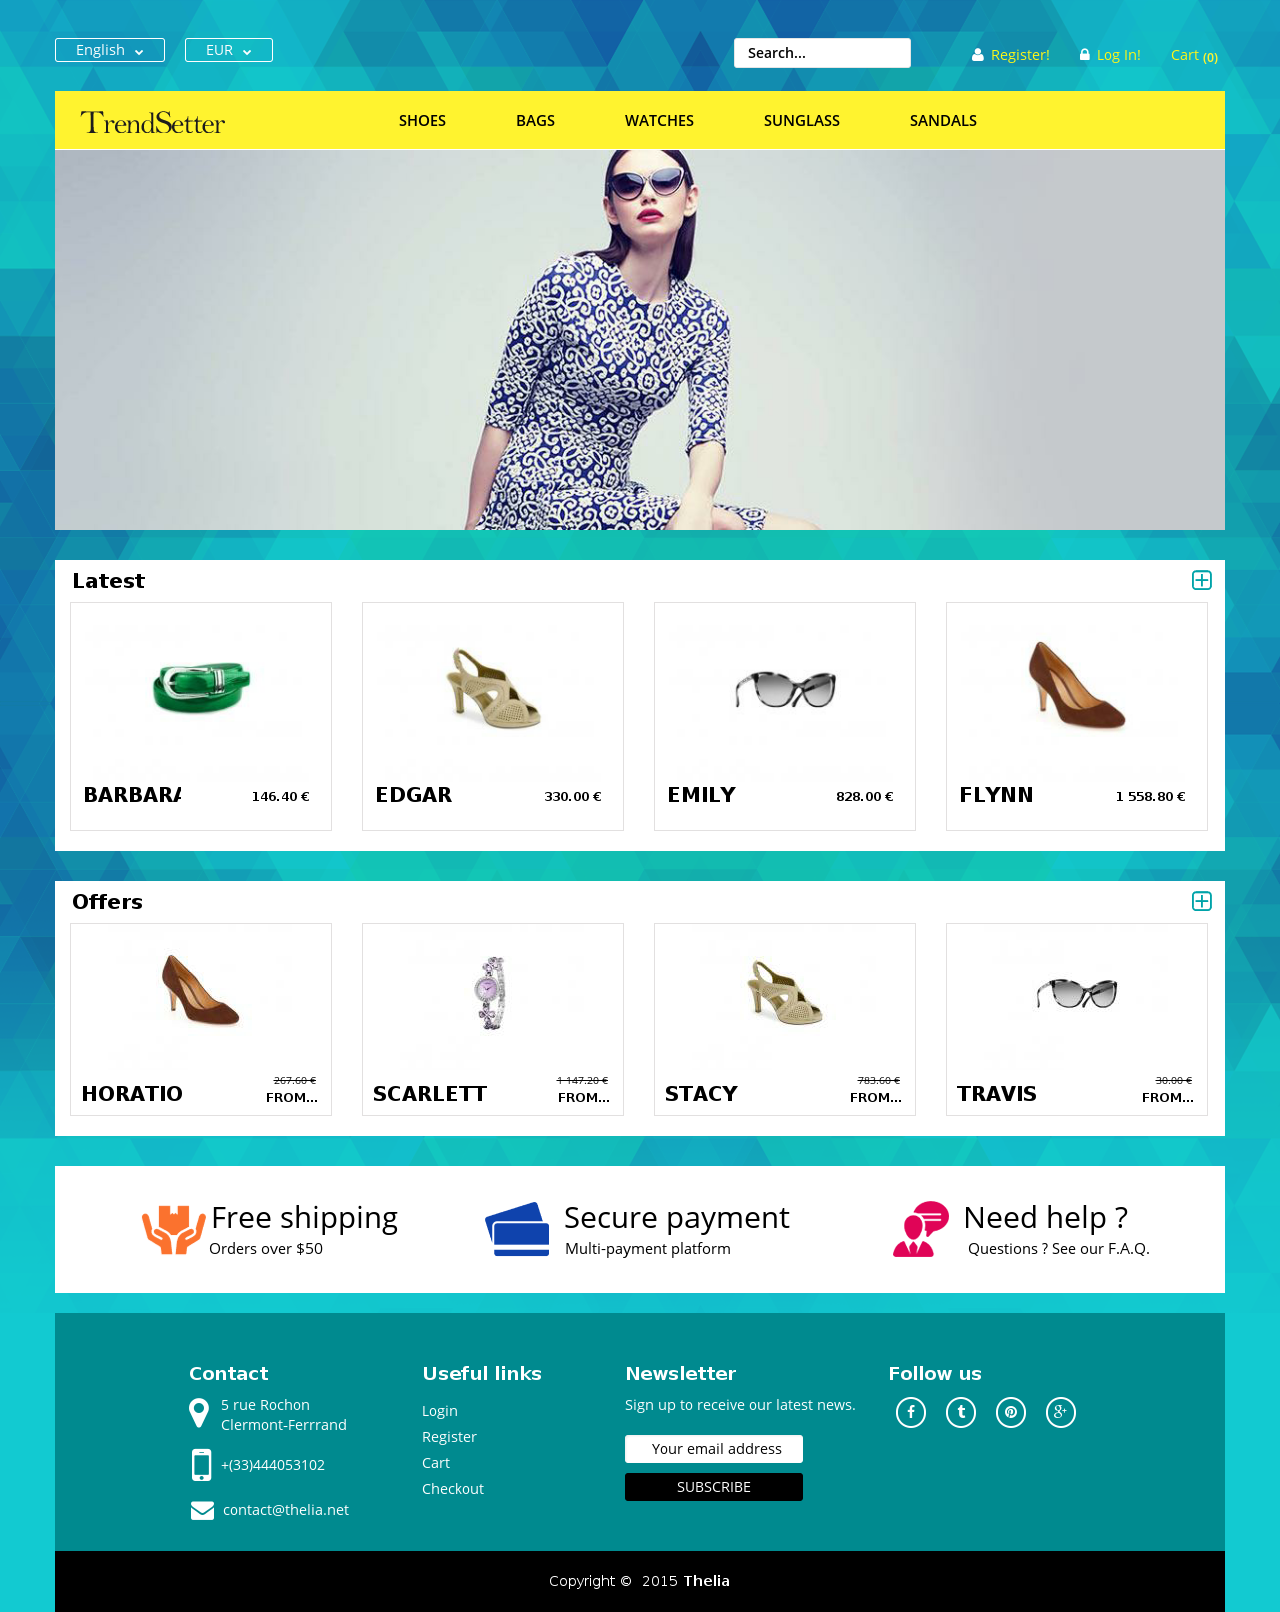 English
EUR
Search...
Register!
Log In!
Cart (0)
TrendSetter
SHOES
BAGS
WATCHES
SUNGLASS
SANDALS
Latest
BARBARA
146.40 €
EDGAR
330.00 €
EMILY
828.00 €
FLYNN
1 558.80 €
Offers
HORATIO
267.60 €
FROM...
SCARLETT
1 147.20 €
FROM...
STACY
783.60 €
FROM...
TRAVIS
30.00 €
FROM...
Free shipping
Orders over $50
Secure payment
Multi-payment platform
Need help ?
Questions ? See our F.A.Q.
Contact
5 rue Rochon
Clermont-Ferrrand
+(33)444053102
contact@thelia.net
Useful links
Login
Register
Cart
Checkout
Newsletter
Sign up to receive our latest news.
Your email address
SUBSCRIBE
Follow us
Copyright © 2015 Thelia